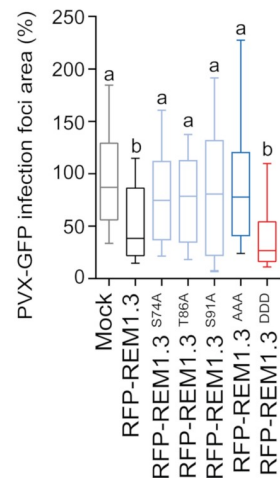 PVX-GFP infection foci area (%)
250
200
150
100
50
0
a
b
a
a
a
a
b
Mock
RFP-REM1.3
RFP-REM1.3 S74A
RFP-REM1.3 T86A
RFP-REM1.3 S91A
RFP-REM1.3 AAA
RFP-REM1.3 DDD